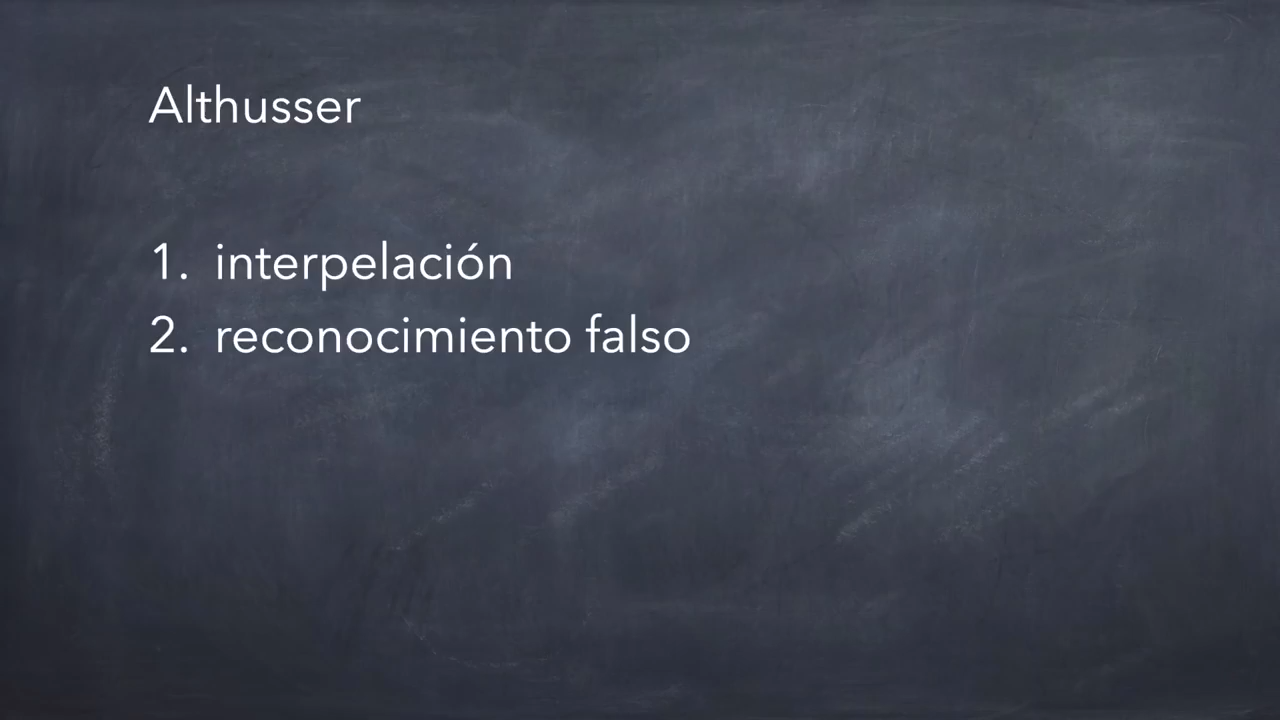 Althusser
1. interpelación
2. reconocimiento falso